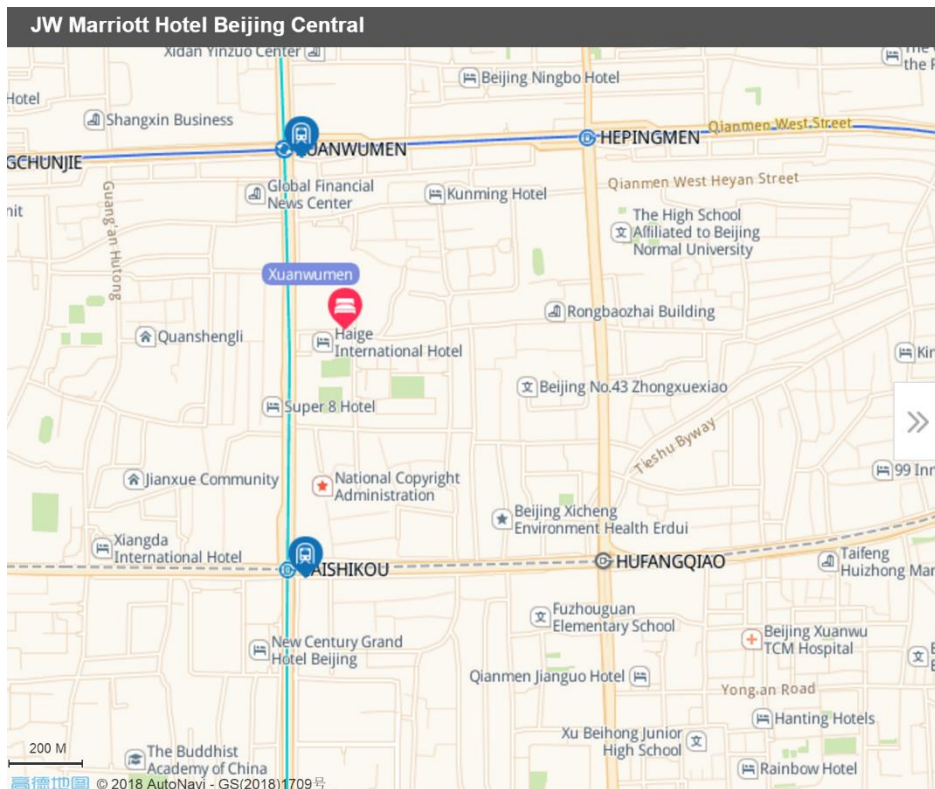 JW Marriott Hotel Beijing Central
Xidan Yinzuo Center
The
the F
Beijing Ningbo Hotel
Hotel
Shangxin Business
Qianmen West Street
HEPINGMEN
UANWUMEN
GCHUNJIE
Qianmen West Heyan Street
Guang'an Hutong
Global Financial
News Center
Kunming Hotel
nit
The High School
Affiliated to Beijing
Normal University
Xuanwumen
Rongbaozhai Building
Quanshengli
Haige
International Hotel
Kin
Beijing No.43 Zhongxuexiao
Super 8 Hotel
Tieshu Byway
99 Inn
Jianxue Community
National Copyright
Administration
Beijing Xicheng
Environment Health Erdui
Xiangda
International Hotel
HUFANGQIAO
Taifeng
Huizhong Mar
AISHIKOU
Fuzhouguan
Elementary School
Beijing Xuanwu
TCM Hospital
New Century Grand
Hotel Beijing
Qianmen Jianguo Hotel
Yong an Road
Hanting Hotels
Xu Beihong Junior
High School
200 M
The Buddhist
Academy of China
Rainbow Hotel
高德地图 © 2018 AutoNavi - GS(2018)1709号